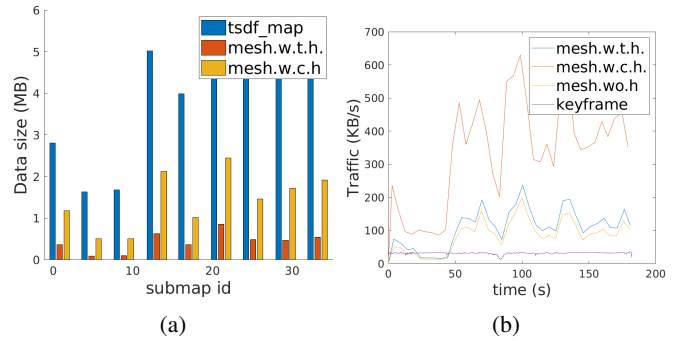 6
5
4
3
2
1
0
Data size (MB)
tsdf_map
mesh.w.t.h.
mesh.w.c.h
0
10
20
30
submap id
(a)
700
600
500
400
300
200
100
0
Traffic (KB/s)
mesh.w.t.h.
mesh.w.c.h.
mesh.wo.h
keyframe
0
50
100
150
200
time (s)
(b)